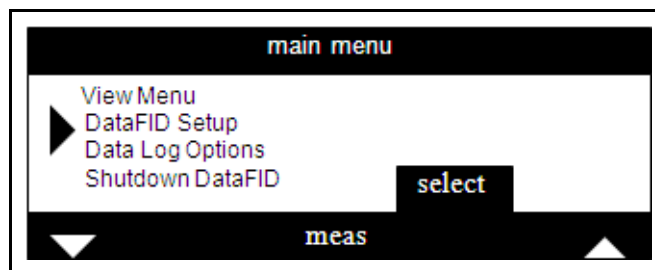 main menu
View Menu
DataFID Setup
Data Log Options
Shutdown DataFID
select
meas